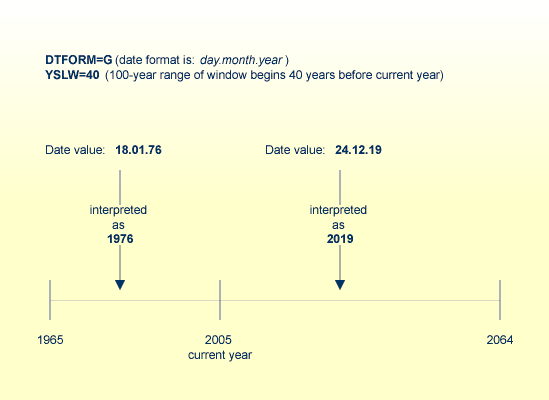 DTFORM=G (date format is: day.month.year )
YSLW=40 (100-year range of window begins 40 years before current year)
Date value: 18.01.76
Date value: 24.12.19
interpreted
as
1976
interpreted
as
2019
1965
2005
current year
2064